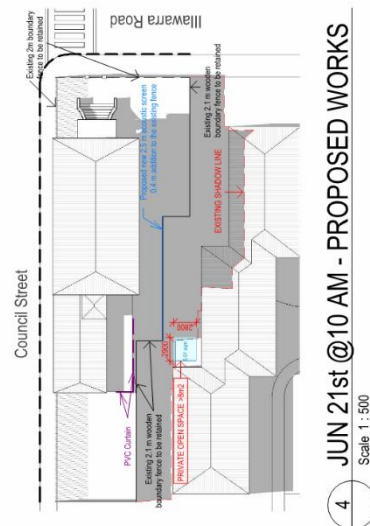 Illawarra Road
Existing 2m boundary
fence to be retained
Council Street
Proposed new 2.5 m acoustic screen
0.4 m addition to the existing fence
Existing 2.1 m wooden
boundary fence to be retained
EXISTING SHADOW LINE
PVC Curtain
Existing 2.1 m wooden
boundary fence to be retained
2900
2800
PRIVATE OPEN SPACE >8m2
4
JUN 21st @10 AM - PROPOSED WORKS
Scale 1 : 500